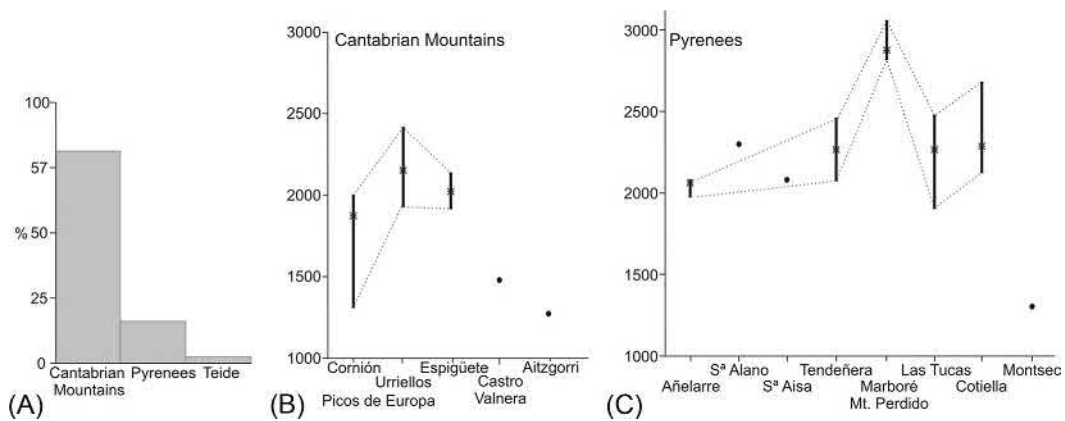 100
57
% 50
25
0
Cantabrian Pyrenees Teide
Mountains
(A)
3000
Cantabrian Mountains
2500
2000
1500
1000
Cornión Espigüete Aitzgorri
Urriellos Castro
Picos de Europa Valnera
(B)
3000
Pyrenees
2500
2000
1500
1000
Sª Alano Tendeñera Las Tucas Montsec
Añelarre Sª Aisa Marboré Cotiella
Mt. Perdido
(C)